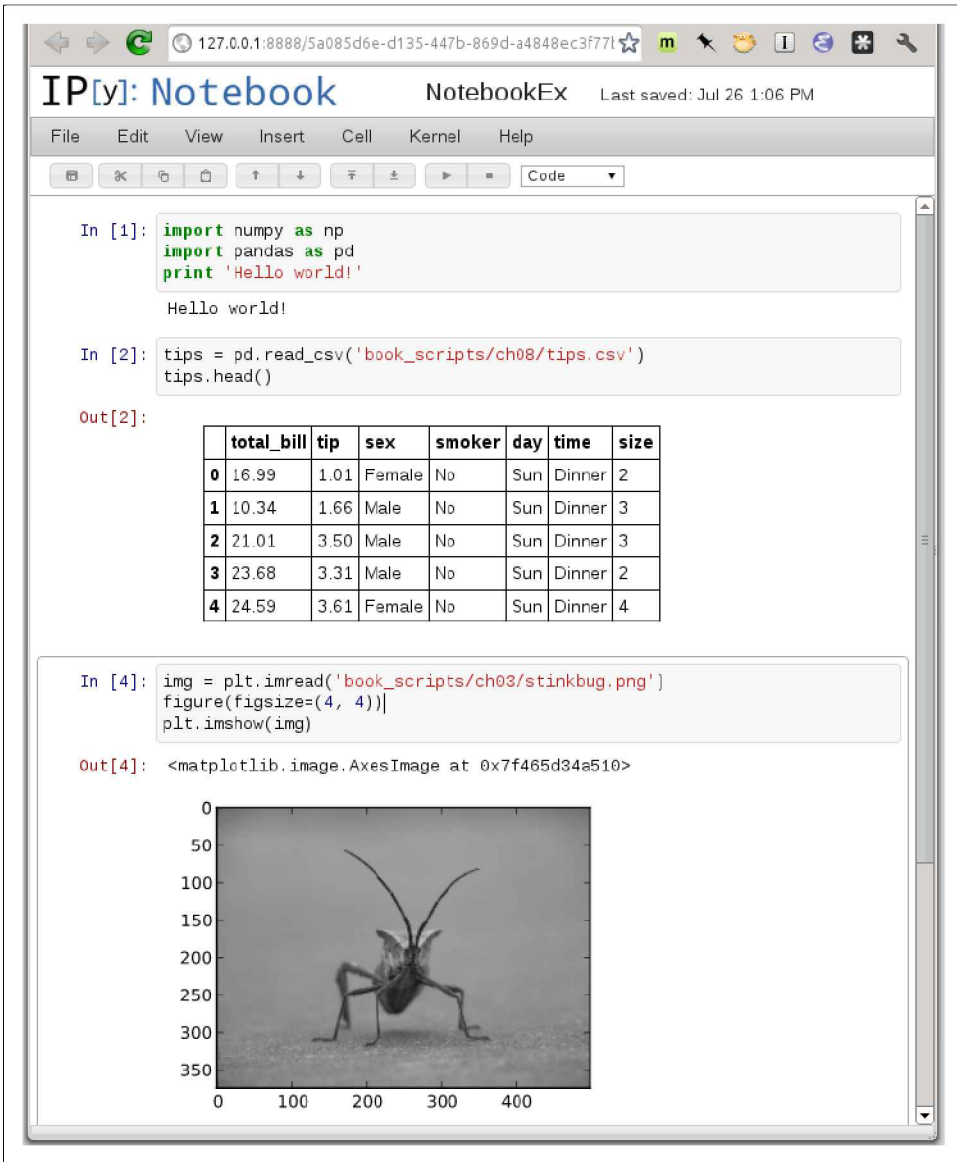 127.0.0.1:8888/5a085d6e-d135-447b-869d-a4848ec3f77b
IP[y]: Notebook NotebookEx Last saved: Jul 26 1:06 PM
File Edit View Insert Cell Kernel Help
Code
In [1]: import numpy as np
import pandas as pd
print 'Hello world!'
Hello world!
In [2]: tips = pd.read_csv('book_scripts/ch08/tips.csv')
tips.head()
Out[2]:
total_bill tip sex smoker day time size
0 16.99 1.01 Female No Sun Dinner 2
1 10.34 1.66 Male No Sun Dinner 3
2 21.01 3.50 Male No Sun Dinner 3
3 23.68 3.31 Male No Sun Dinner 2
4 24.59 3.61 Female No Sun Dinner 4
In [4]: img = plt.imread('book_scripts/ch03/stinkbug.png')
figure(figsize=(4, 4))
plt.imshow(img)
Out[4]: <matplotlib.image.AxesImage at 0x7f465d34a510>
0
50
100
150
200
250
300
350
0 100 200 300 400